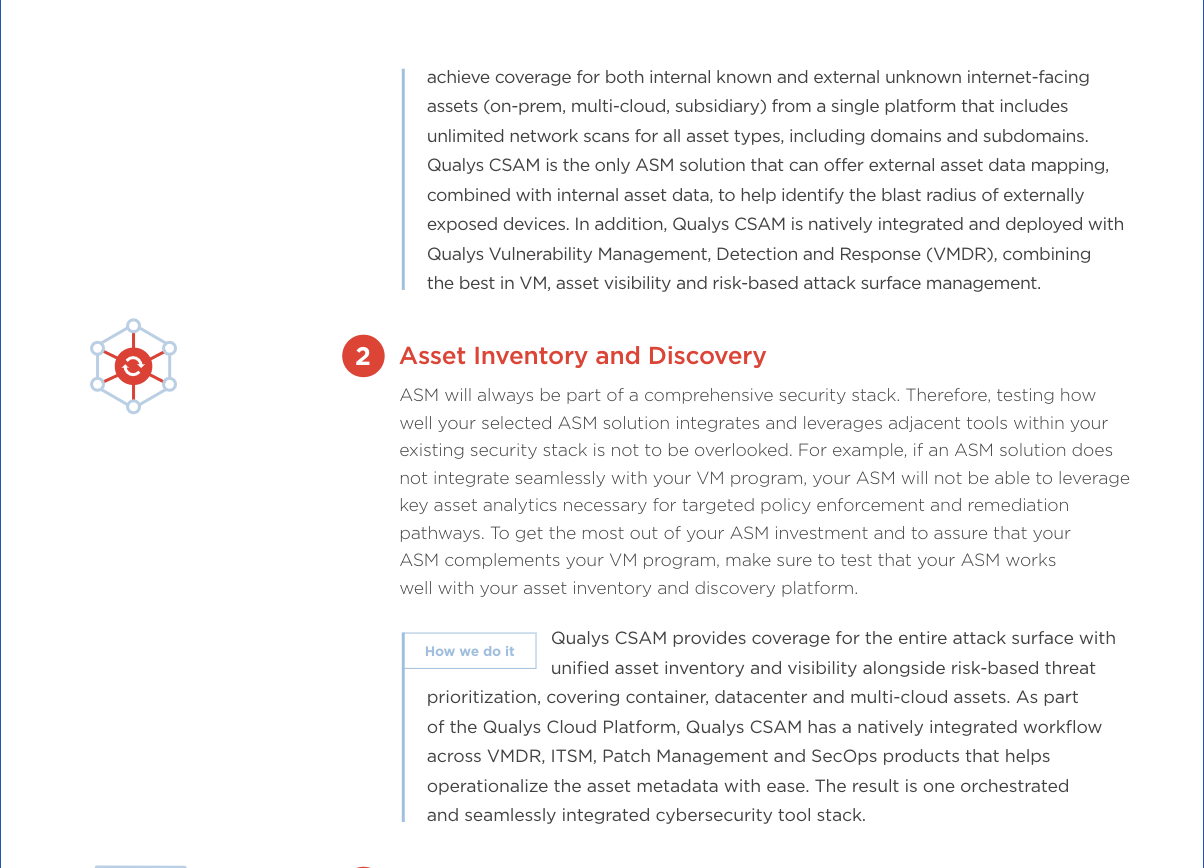 achieve coverage for both internal known and external unknown internet-facing
assets (on-prem, multi-cloud, subsidiary) from a single platform that includes
unlimited network scans for all asset types, including domains and subdomains.
Qualys CSAM is the only ASM solution that can offer external asset data mapping,
combined with internal asset data, to help identify the blast radius of externally
exposed devices. In addition, Qualys CSAM is natively integrated and deployed with
Qualys Vulnerability Management, Detection and Response (VMDR), combining
the best in VM, asset visibility and risk-based attack surface management.
2 Asset Inventory and Discovery
ASM will always be part of a comprehensive security stack. Therefore, testing how
well your selected ASM solution integrates and leverages adjacent tools within your
existing security stack is not to be overlooked. For example, if an ASM solution does
not integrate seamlessly with your VM program, your ASM will not be able to leverage
key asset analytics necessary for targeted policy enforcement and remediation
pathways. To get the most out of your ASM investment and to assure that your
ASM complements your VM program, make sure to test that your ASM works
well with your asset inventory and discovery platform.
How we do it
Qualys CSAM provides coverage for the entire attack surface with
unified asset inventory and visibility alongside risk-based threat
prioritization, covering container, datacenter and multi-cloud assets. As part
of the Qualys Cloud Platform, Qualys CSAM has a natively integrated workflow
across VMDR, ITSM, Patch Management and SecOps products that helps
operationalize the asset metadata with ease. The result is one orchestrated
and seamlessly integrated cybersecurity tool stack.